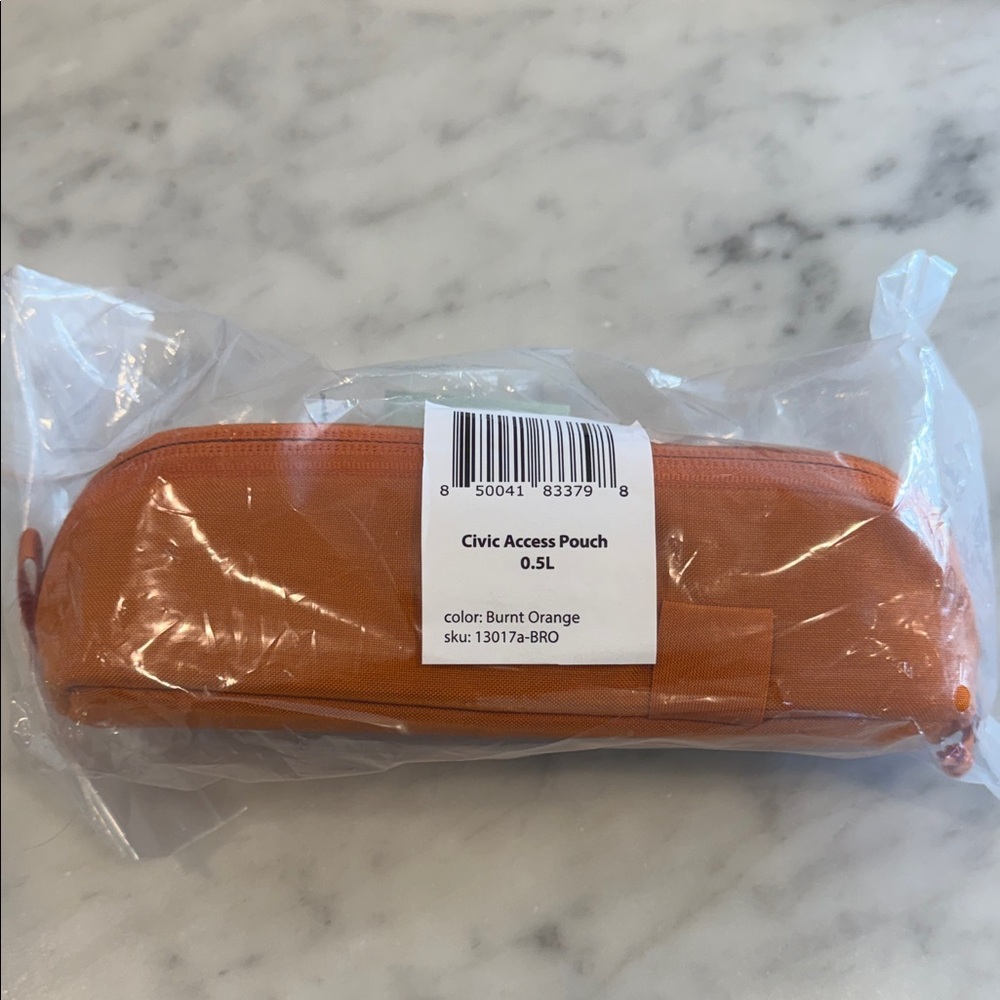 8 50041 83379 8
Civic Access Pouch
0.5L
color: Burnt Orange
sku: 13017a-BRO